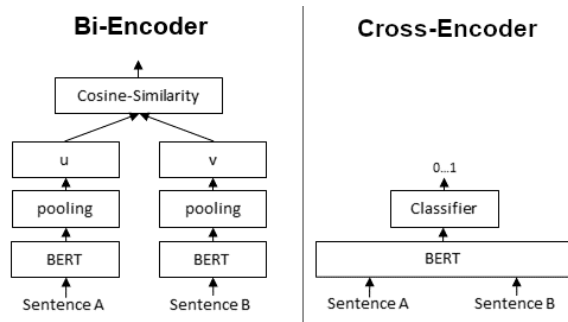 Bi-Encoder
Cosine-Similarity
u v
pooling pooling
BERT BERT
Sentence A Sentence B
Cross-Encoder
0...1
Classifier
BERT
Sentence A Sentence B